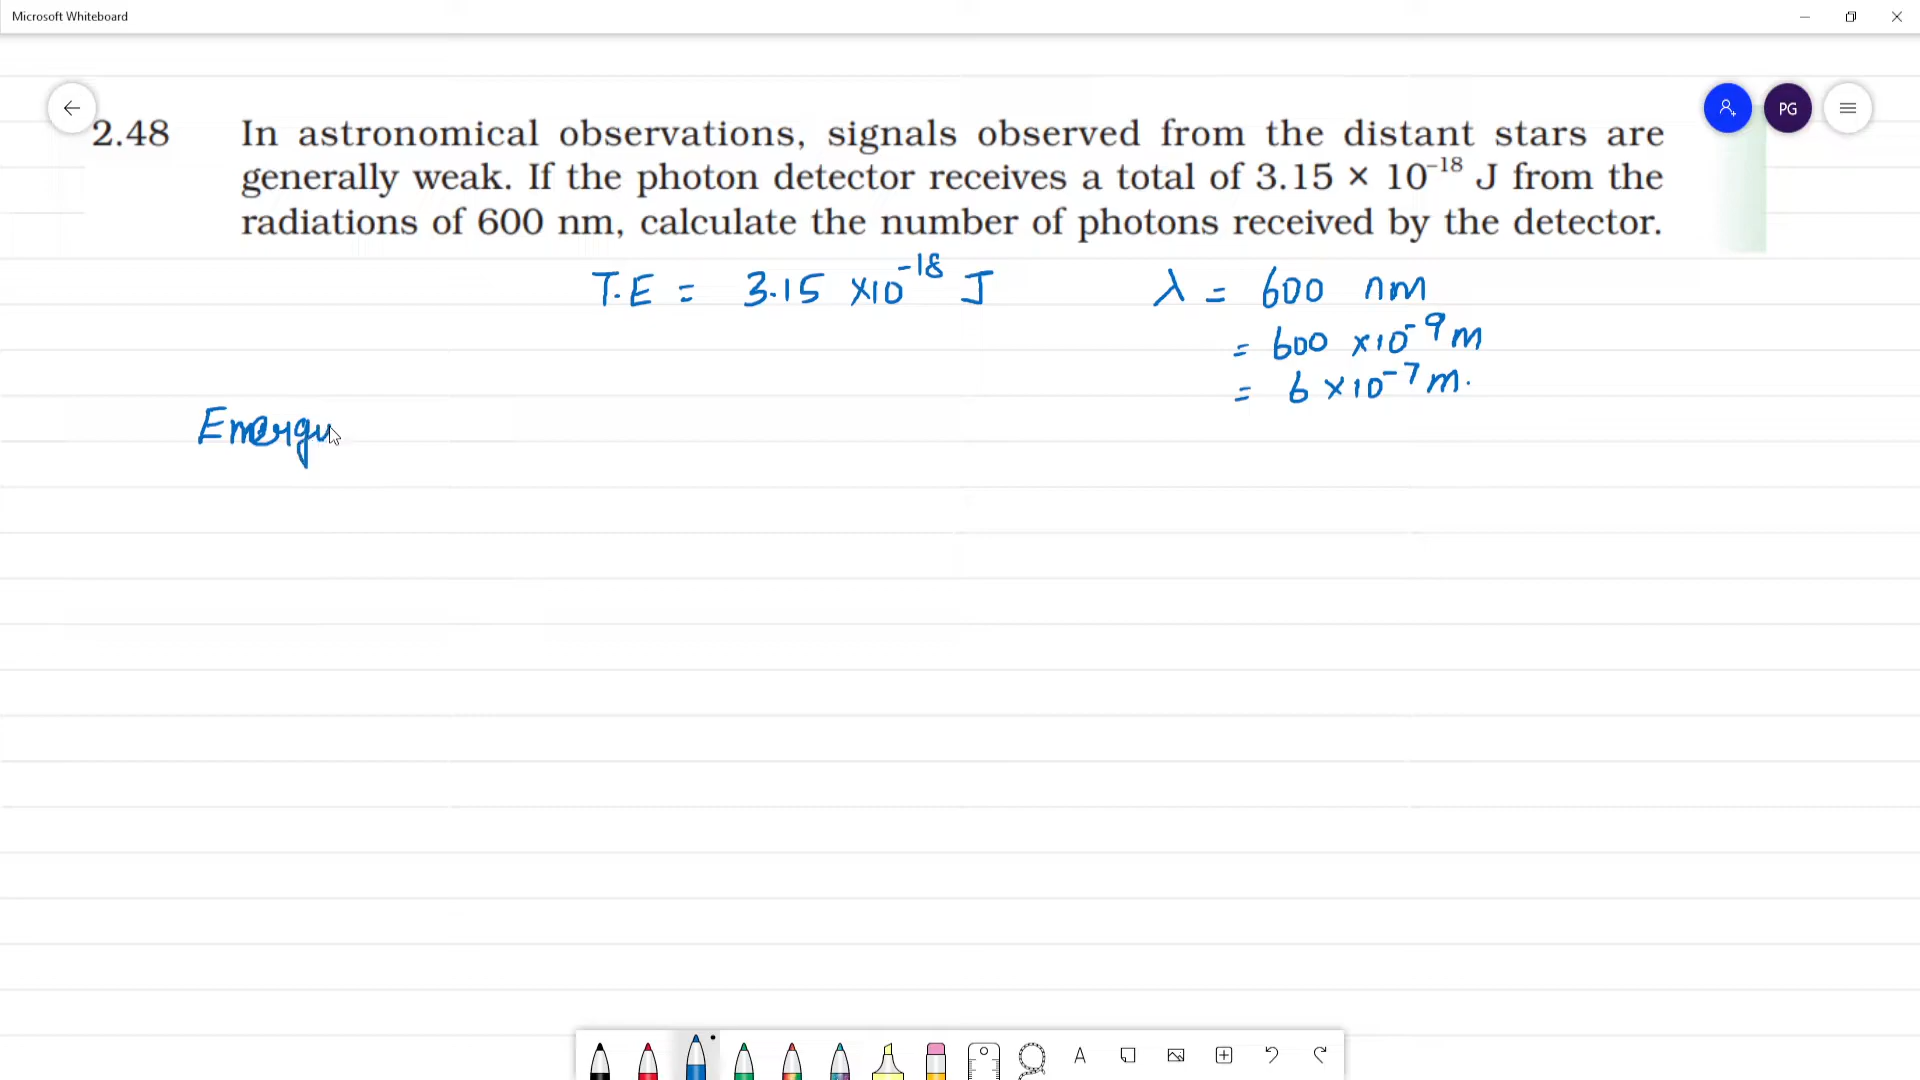 Microsoft Whiteboard
PG
2.48 In astronomical observations, signals observed from the distant stars are
generally weak. If the photon detector receives a total of 3.15 × 10⁻¹⁸ J from the
radiations of 600 nm, calculate the number of photons received by the detector.
T.E = 3.15 ×10⁻¹⁸ J λ = 600 nm
= 600 ×10⁻⁹ m
= 6 ×10⁻⁷ m.
Energy
A